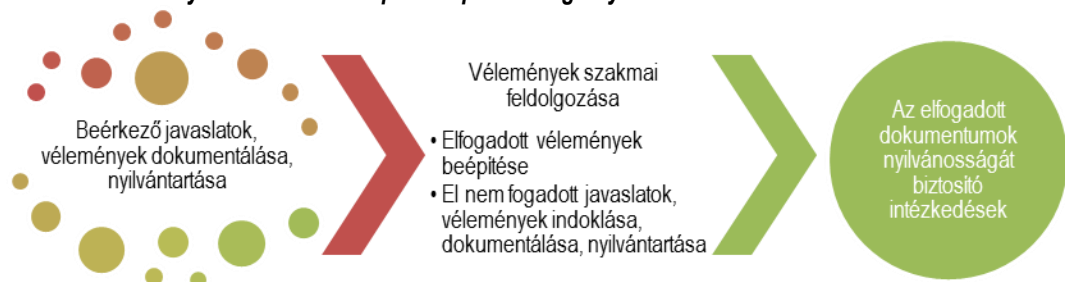 Beérkező javaslatok,
vélemények dokumentálása,
nyilvántartása
Vélemények szakmai
feldolgozása
• Elfogadott vélemények
beépítése
• El nem fogadott javaslatok,
vélemények indoklása,
dokumentálása, nyilvántartása
Az elfogadott
dokumentumok
nyilvánosságát
biztosító
intézkedések